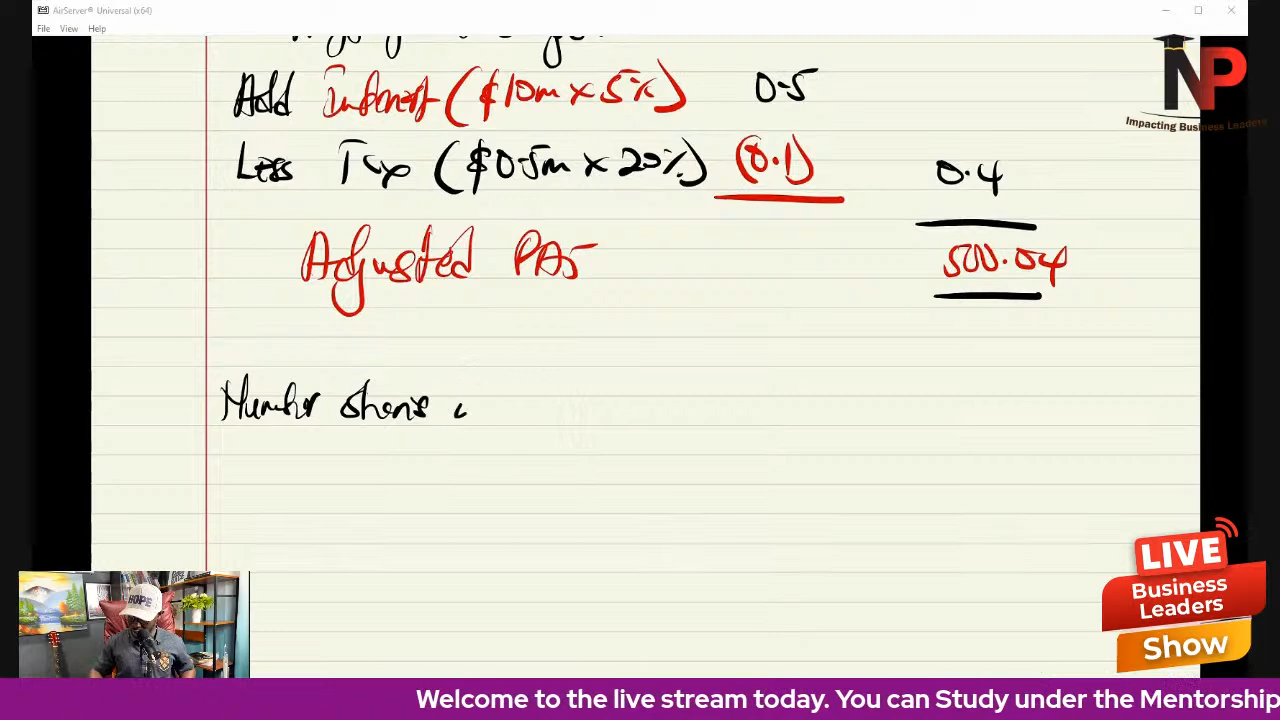 AirServer® Universal (x64)
File View Help
Add Interest ($10m x 5%) 0.5
Less Tax ($0.5m x 20%) (0.1) 0.4
Adjusted PAT 500.04
Number shares
NP
Impacting Business Leaders
HOPE
LIVE
Business
Leaders
Show
Welcome to the live stream today. You can Study under the Mentorship